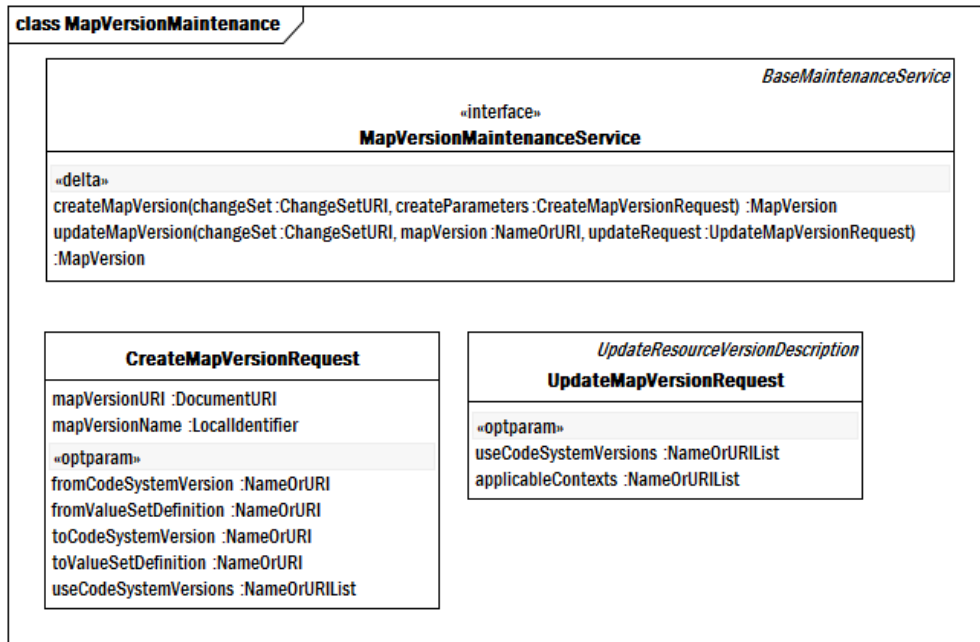 class MapVersionMaintenance
BaseMaintenanceService
«interface»
MapVersionMaintenanceService
«delta»
createMapVersion(changeSet :ChangeSetURI, createParameters :CreateMapVersionRequest) :MapVersion
updateMapVersion(changeSet :ChangeSetURI, mapVersion :NameOrURI, updateRequest :UpdateMapVersionRequest)
:MapVersion
CreateMapVersionRequest
mapVersionURI :DocumentURI
mapVersionName :LocalIdentifier
«optparam»
fromCodeSystemVersion :NameOrURI
fromValueSetDefinition :NameOrURI
toCodeSystemVersion :NameOrURI
toValueSetDefinition :NameOrURI
useCodeSystemVersions :NameOrURIList
UpdateResourceVersionDescription
UpdateMapVersionRequest
«optparam»
useCodeSystemVersions :NameOrURIList
applicableContexts :NameOrURIList